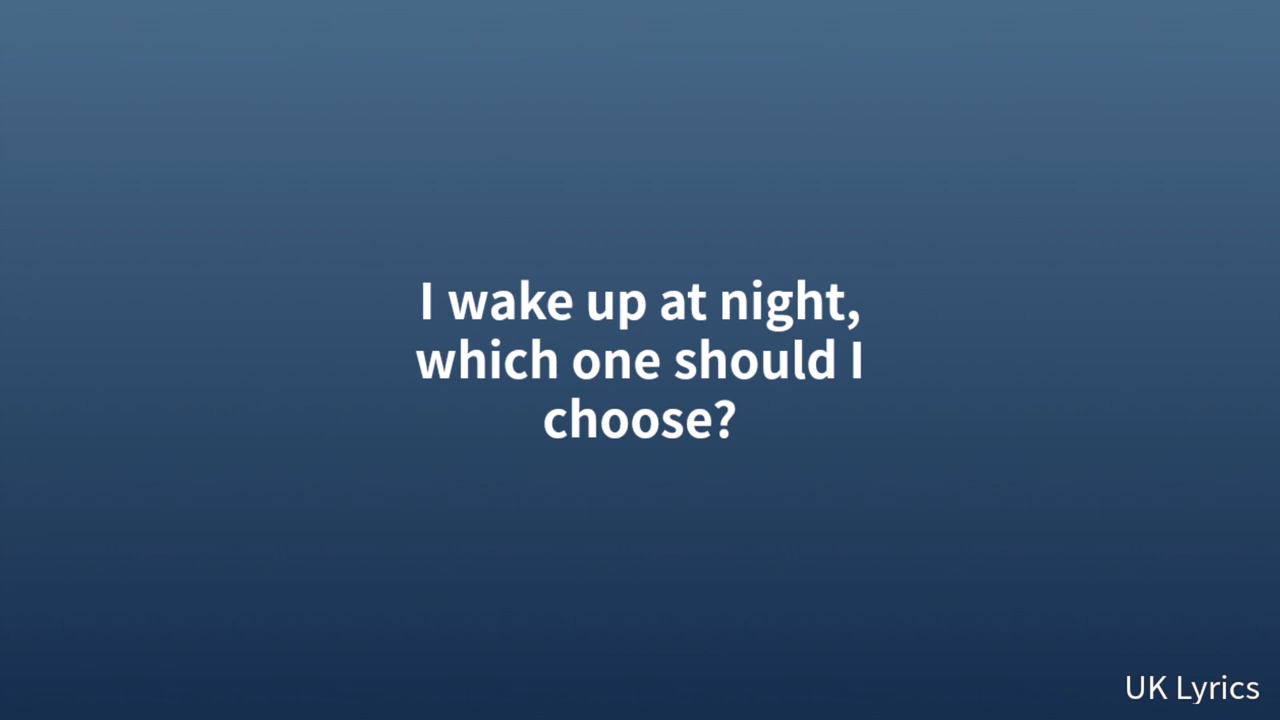 I wake up at night,
which one should I
choose?
UK Lyrics